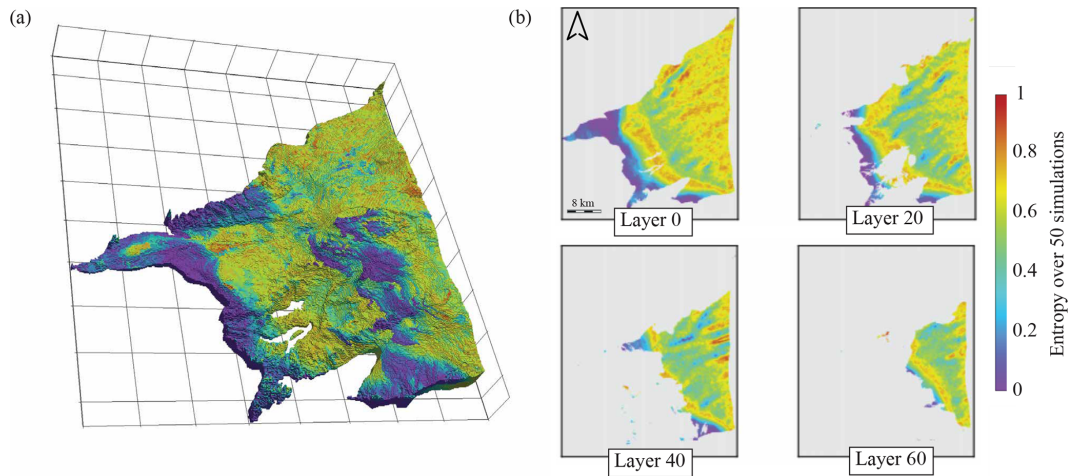 (a)
(b)
8 km
Layer 0
Layer 20
Layer 40
Layer 60
1
0.8
0.6
0.4
0.2
0
Entropy over 50 simulations